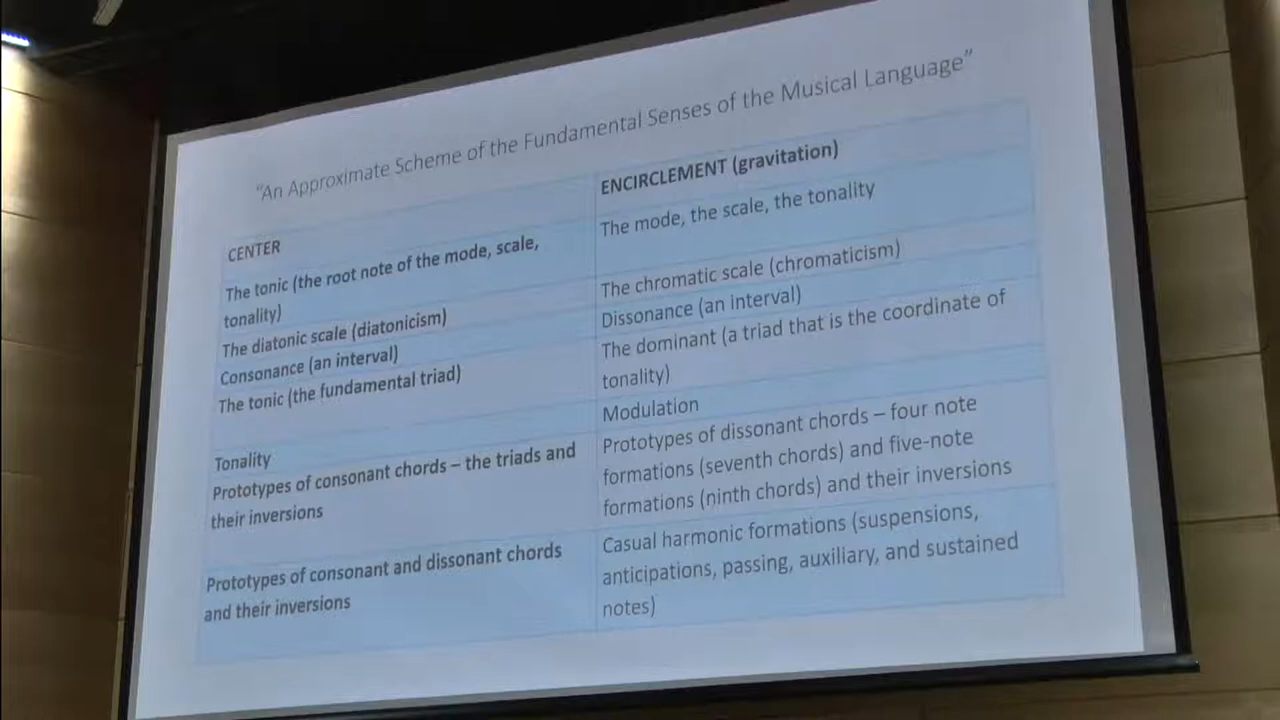 "An Approximate Scheme of the Fundamental Senses of the Musical Language"
CENTER
ENCIRCLEMENT (gravitation)
The tonic (the root note of the mode, scale,
tonality)
The mode, the scale, the tonality
The diatonic scale (diatonicism)
The chromatic scale (chromaticism)
Consonance (an interval)
Dissonance (an interval)
The tonic (the fundamental triad)
The dominant (a triad that is the coordinate of
tonality)
Tonality
Modulation
Prototypes of consonant chords – the triads and
their inversions
Prototypes of dissonant chords – four note
formations (seventh chords) and five-note
formations (ninth chords) and their inversions
Prototypes of consonant and dissonant chords
and their inversions
Casual harmonic formations (suspensions,
anticipations, passing, auxiliary, and sustained
notes)